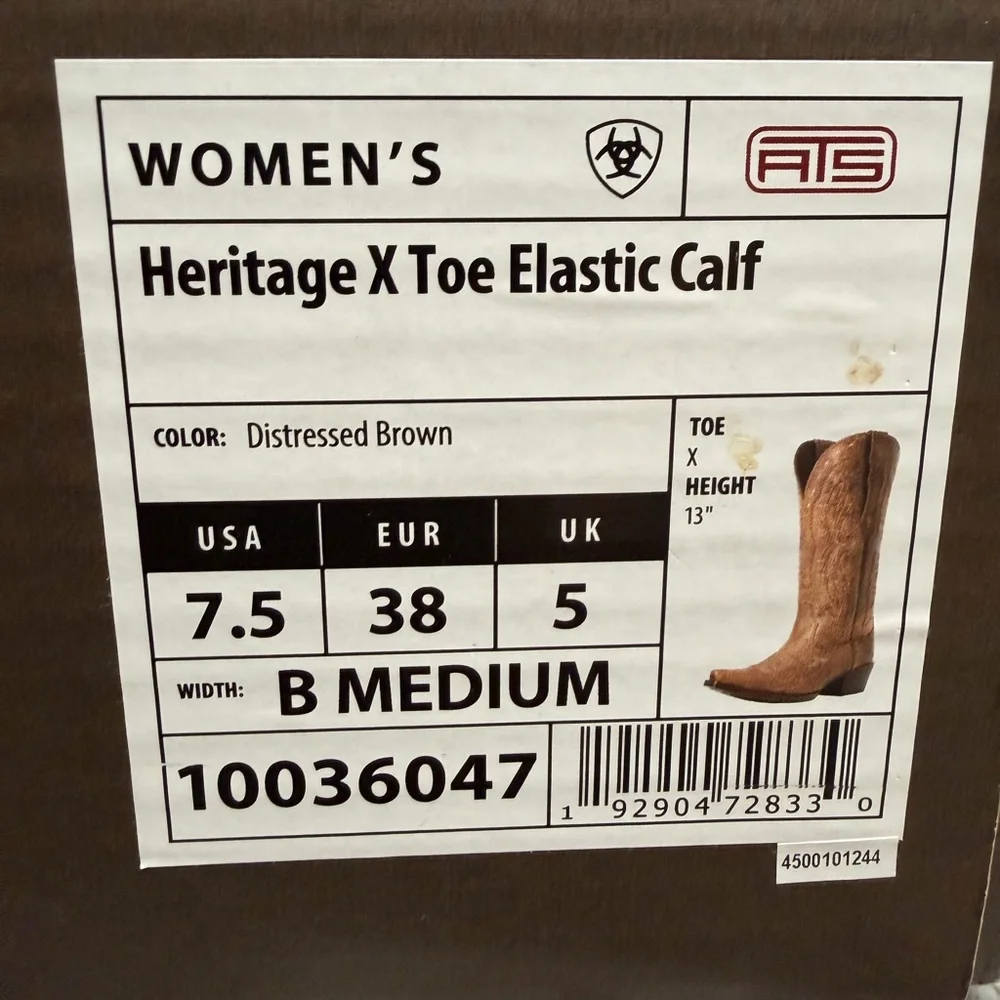 WOMEN'S
ATS
Heritage X Toe Elastic Calf
COLOR: Distressed Brown
TOE
X
HEIGHT
13"
USA EUR UK
7.5 38 5
WIDTH: B MEDIUM
10036047
1 92904 72833 0
4500101244